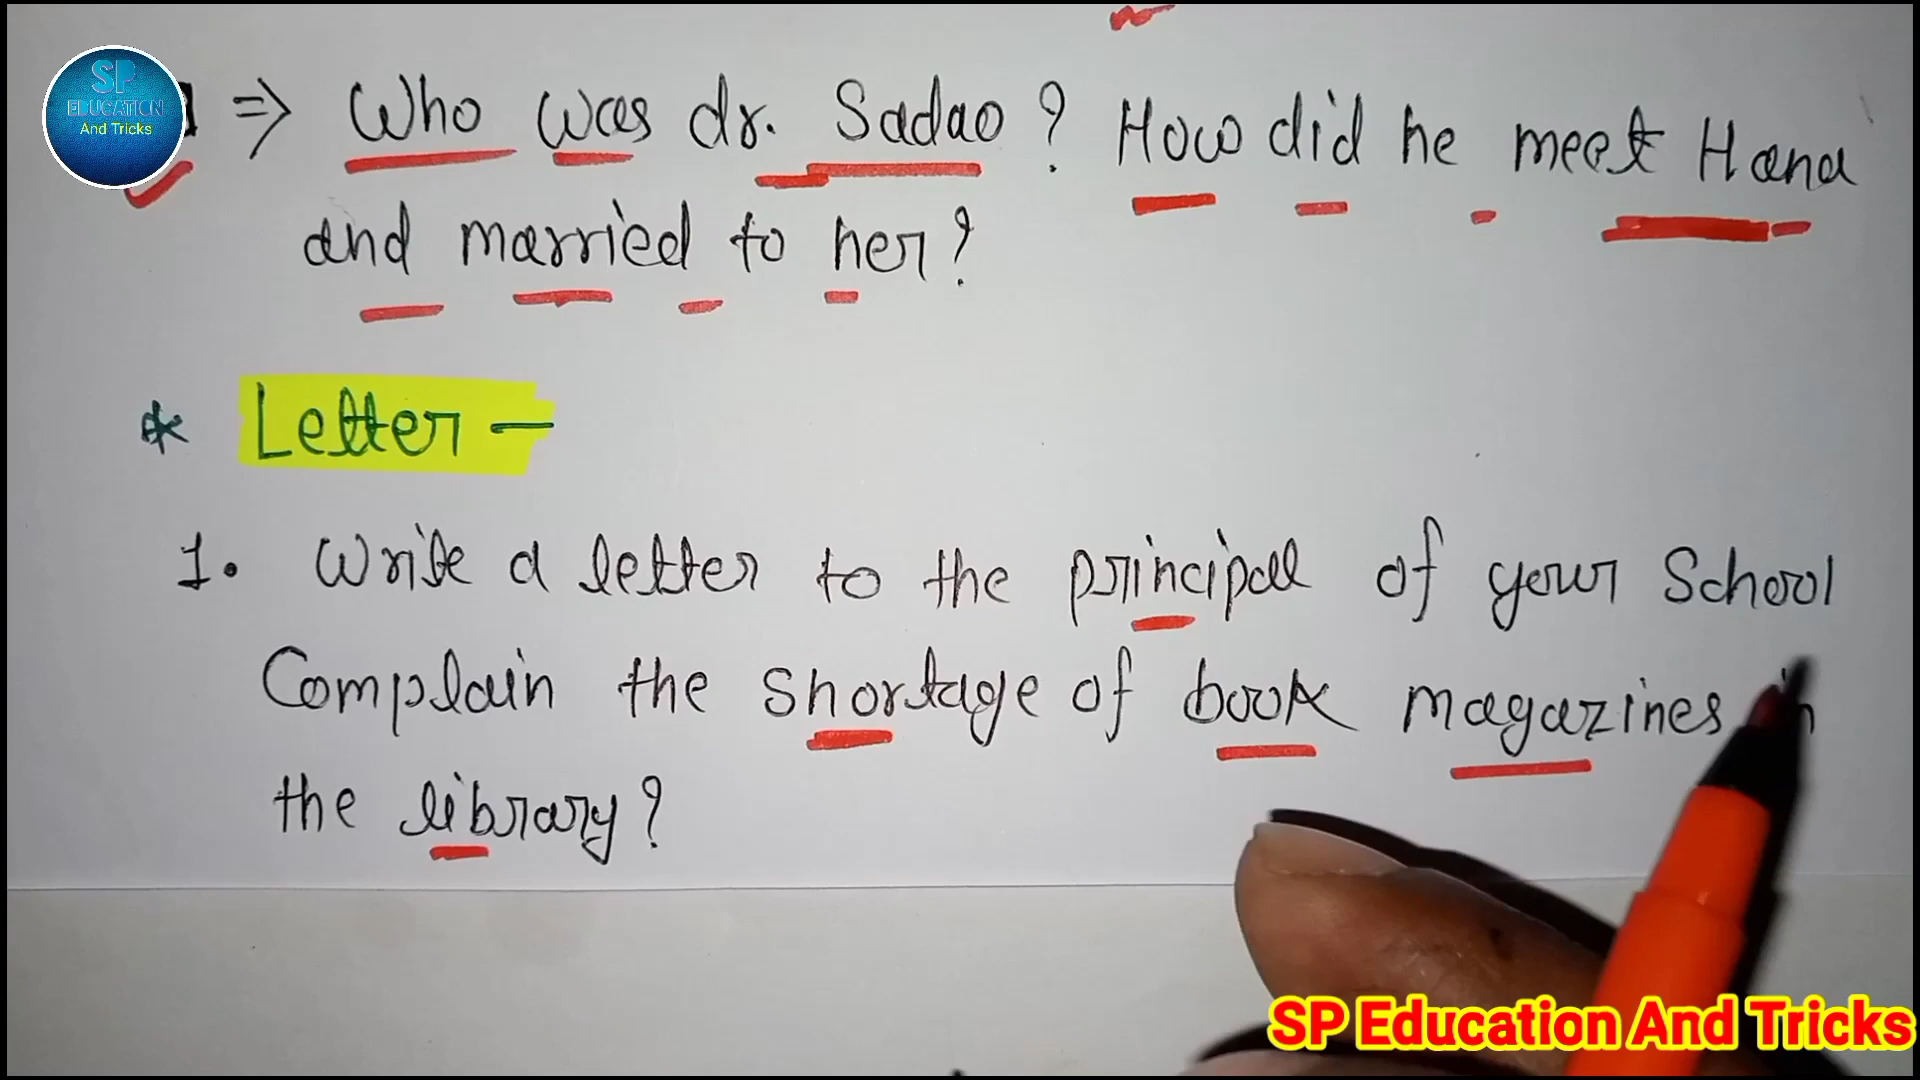 SP
EDUCATION
And Tricks
⇒ Who was dr. Sadao? How did he meet Hana
and married to her?
* Letter –
1. Write a letter to the principal of your School
Complain the shortage of book magazines in
the library?
SP Education And Tricks